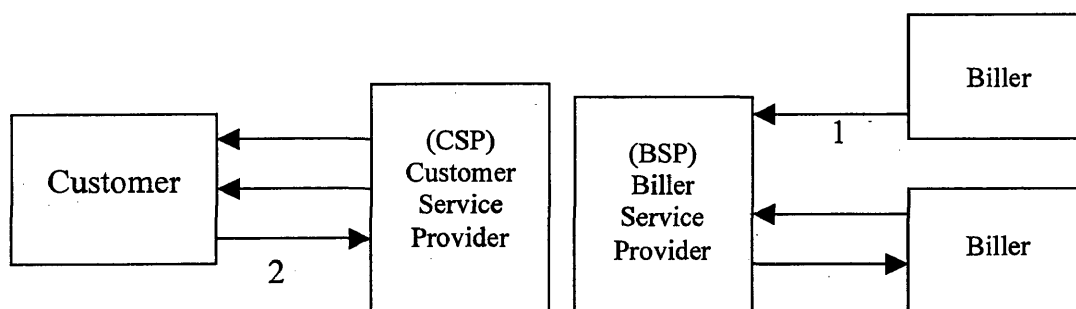 Customer
2
(CSP)
Customer
Service
Provider
(BSP)
Biller
Service
Provider
1
Biller
Biller